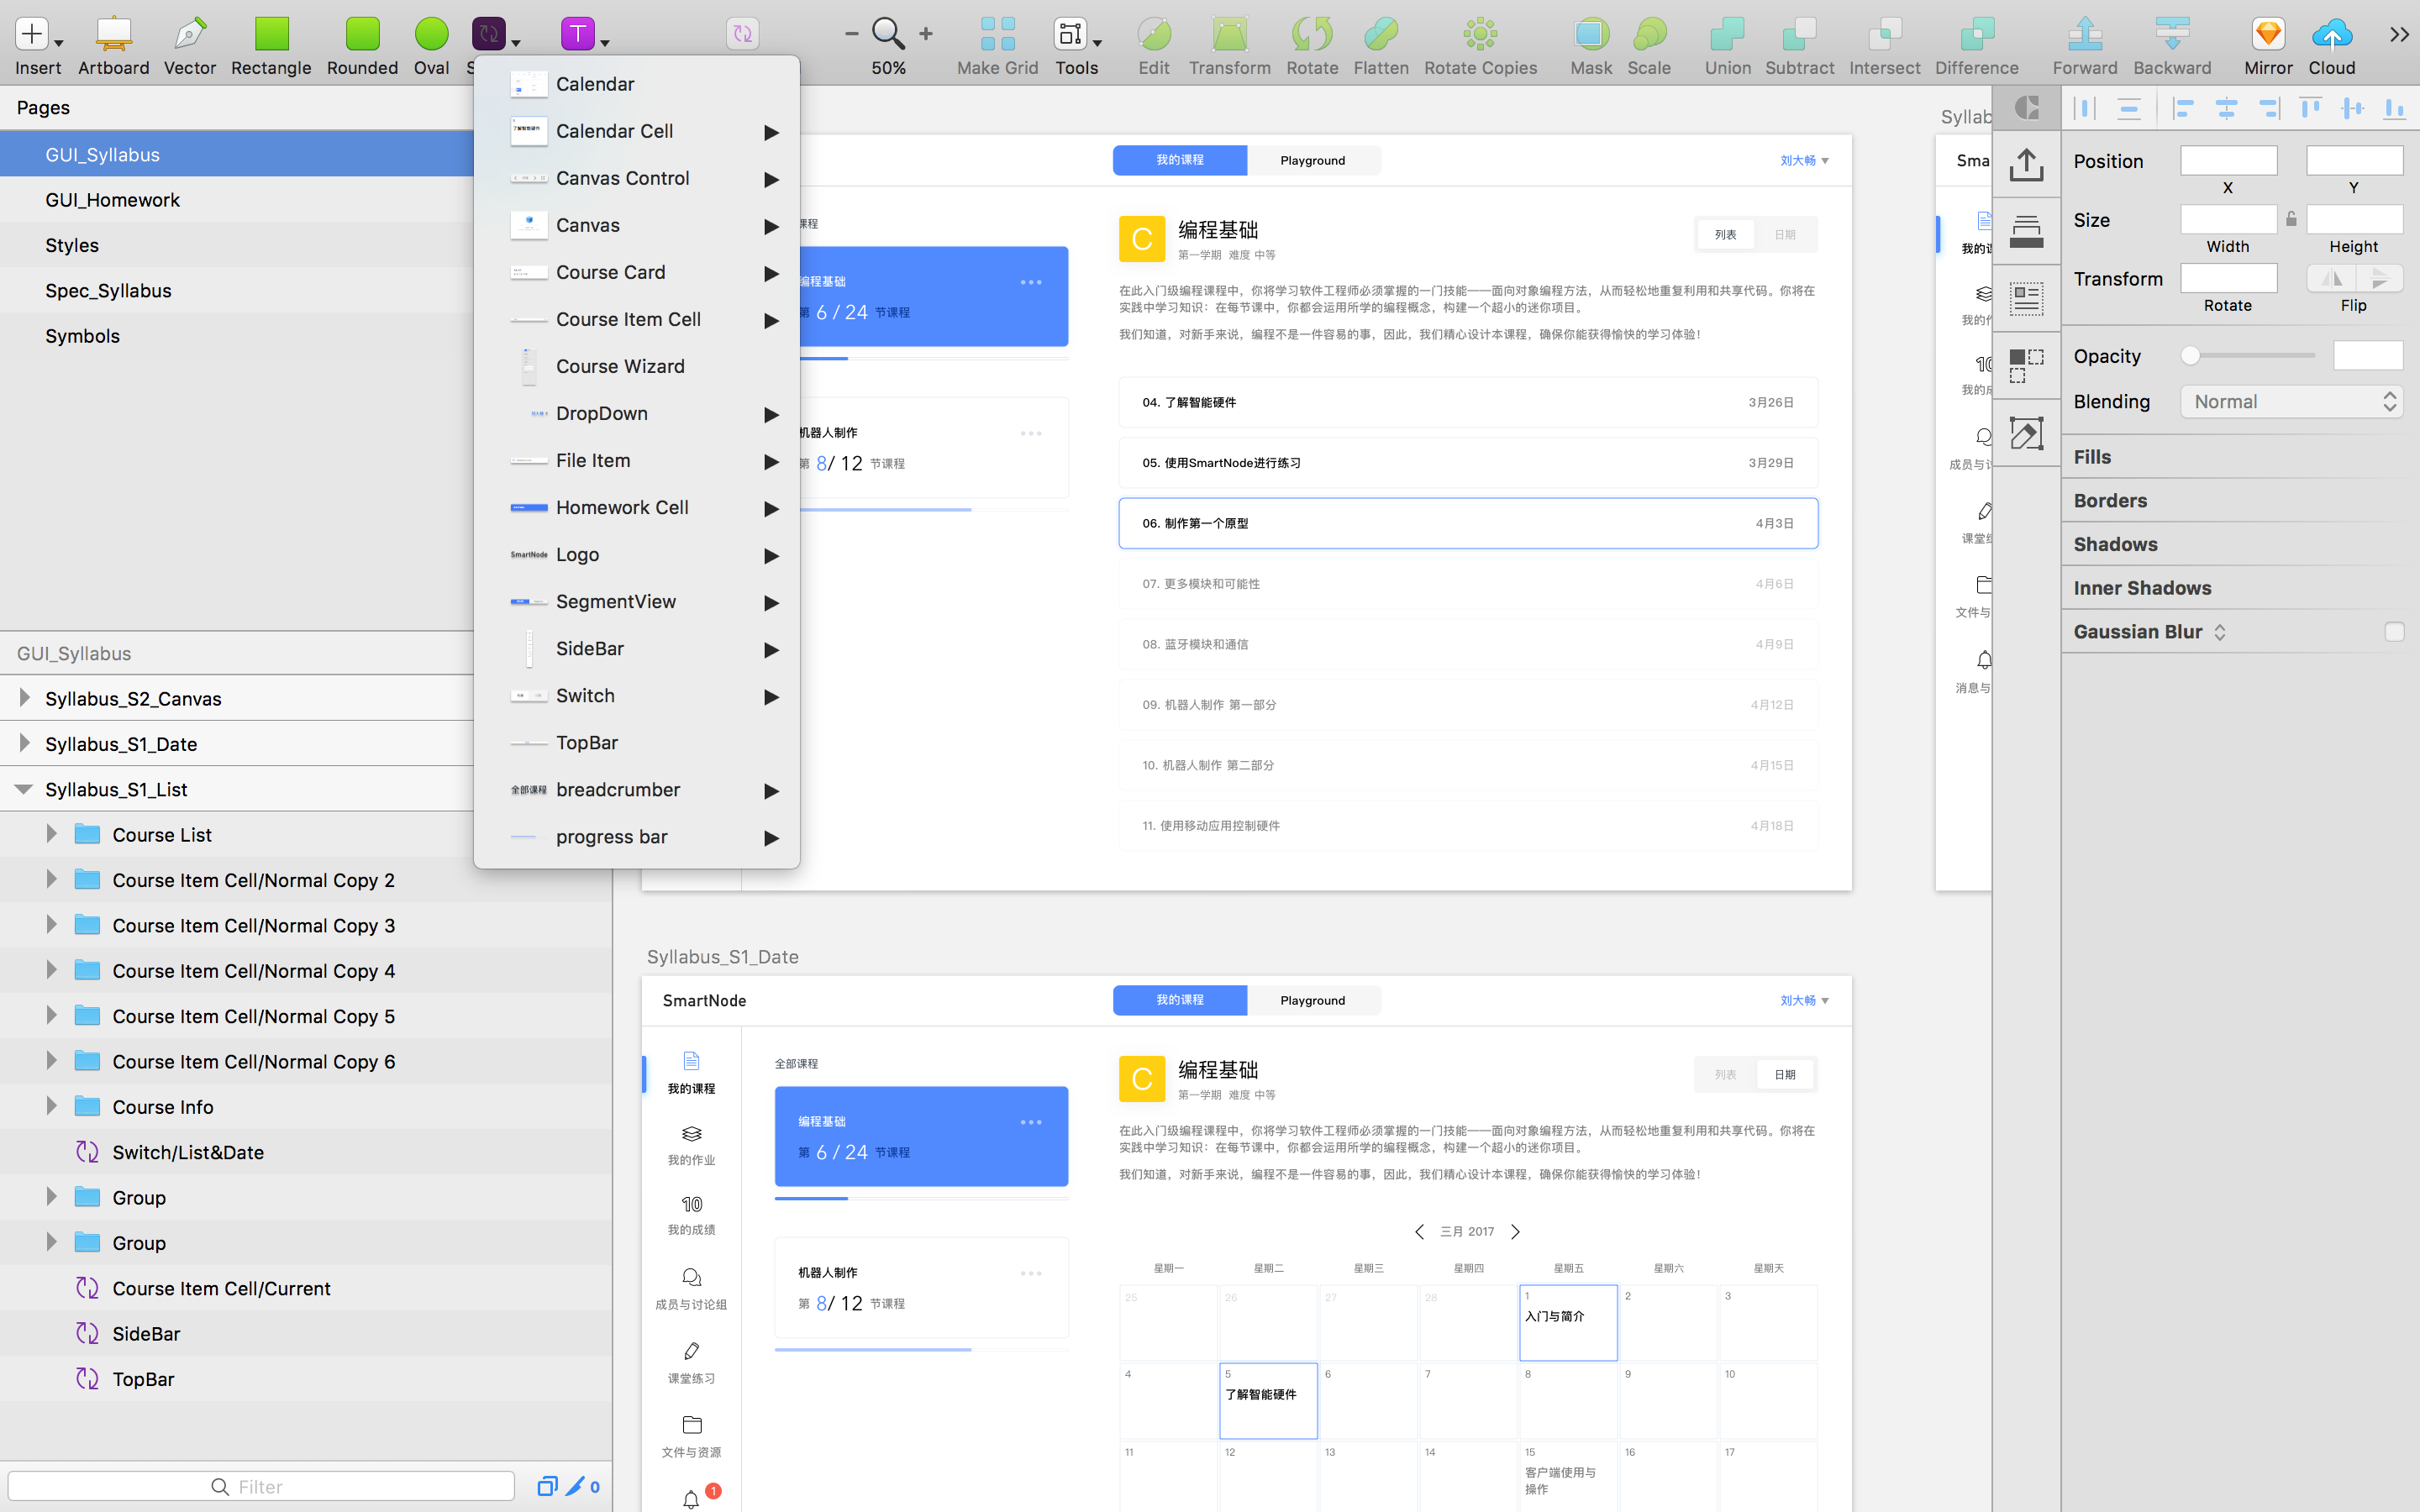 Insert
Artboard
Vector
Rectangle
Rounded
Oval
50%
Make Grid
Tools
Edit
Transform
Rotate
Flatten
Rotate Copies
Mask
Scale
Union
Subtract
Intersect
Difference
Forward
Backward
Mirror
Cloud
Pages
GUI_Syllabus
GUI_Homework
Styles
Spec_Syllabus
Symbols
GUI_Syllabus
Syllabus_S2_Canvas
Syllabus_S1_Date
Syllabus_S1_List
Course List
Course Item Cell/Normal Copy 2
Course Item Cell/Normal Copy 3
Course Item Cell/Normal Copy 4
Course Item Cell/Normal Copy 5
Course Item Cell/Normal Copy 6
Course Info
Switch/List&Date
Group
Group
Course Item Cell/Current
SideBar
TopBar
Filter
0
Calendar
了解智能硬件 Calendar Cell
Canvas Control
Canvas
Course Card
Course Item Cell
Course Wizard
DropDown
File Item
Homework Cell
SmartNode Logo
SegmentView
SideBar
Switch
TopBar
全部课程 breadcrumber
progress bar
我的课程 Playground 刘大畅
课程
编程基础
第 6 / 24 节课程
机器人制作
第 8/ 12 节课程
C 编程基础
第一学期 难度 中等
列表 日期
在此入门级编程课程中，你将学习软件工程师必须掌握的一门技能——面向对象编程方法，从而轻松地重复利用和共享代码。你将在
实践中学习知识：在每节课中，你都会运用所学的编程概念，构建一个超小的迷你项目。
我们知道，对新手来说，编程不是一件容易的事，因此，我们精心设计本课程，确保你能获得愉快的学习体验！
04. 了解智能硬件 3月26日
05. 使用SmartNode进行练习 3月29日
06. 制作第一个原型 4月3日
07. 更多模块和可能性 4月6日
08. 蓝牙模块和通信 4月9日
09. 机器人制作 第一部分 4月12日
10. 机器人制作 第二部分 4月15日
11. 使用移动应用控制硬件 4月18日
Syllabus_S1_Date
SmartNode
我的课程 Playground 刘大畅
我的课程
我的作业
10
我的成绩
成员与讨论组
课堂练习
文件与资源
1
全部课程
编程基础
第 6 / 24 节课程
机器人制作
第 8/ 12 节课程
C 编程基础
第一学期 难度 中等
列表 日期
在此入门级编程课程中，你将学习软件工程师必须掌握的一门技能——面向对象编程方法，从而轻松地重复利用和共享代码。你将在
实践中学习知识：在每节课中，你都会运用所学的编程概念，构建一个超小的迷你项目。
我们知道，对新手来说，编程不是一件容易的事，因此，我们精心设计本课程，确保你能获得愉快的学习体验！
三月 2017
星期一 星期二 星期三 星期四 星期五 星期六 星期天
25 26 27 28 1 2 3
入门与简介
4 5 6 7 8 9 10
了解智能硬件
11 12 13 14 15 16 17
客户端使用与
操作
Syllab
Sma
我的
我的
10
我的
成员与
课堂
文件与
消息与
Position
X
Y
Size
Width
Height
Transform
Rotate
Flip
Opacity
Blending
Normal
Fills
Borders
Shadows
Inner Shadows
Gaussian Blur